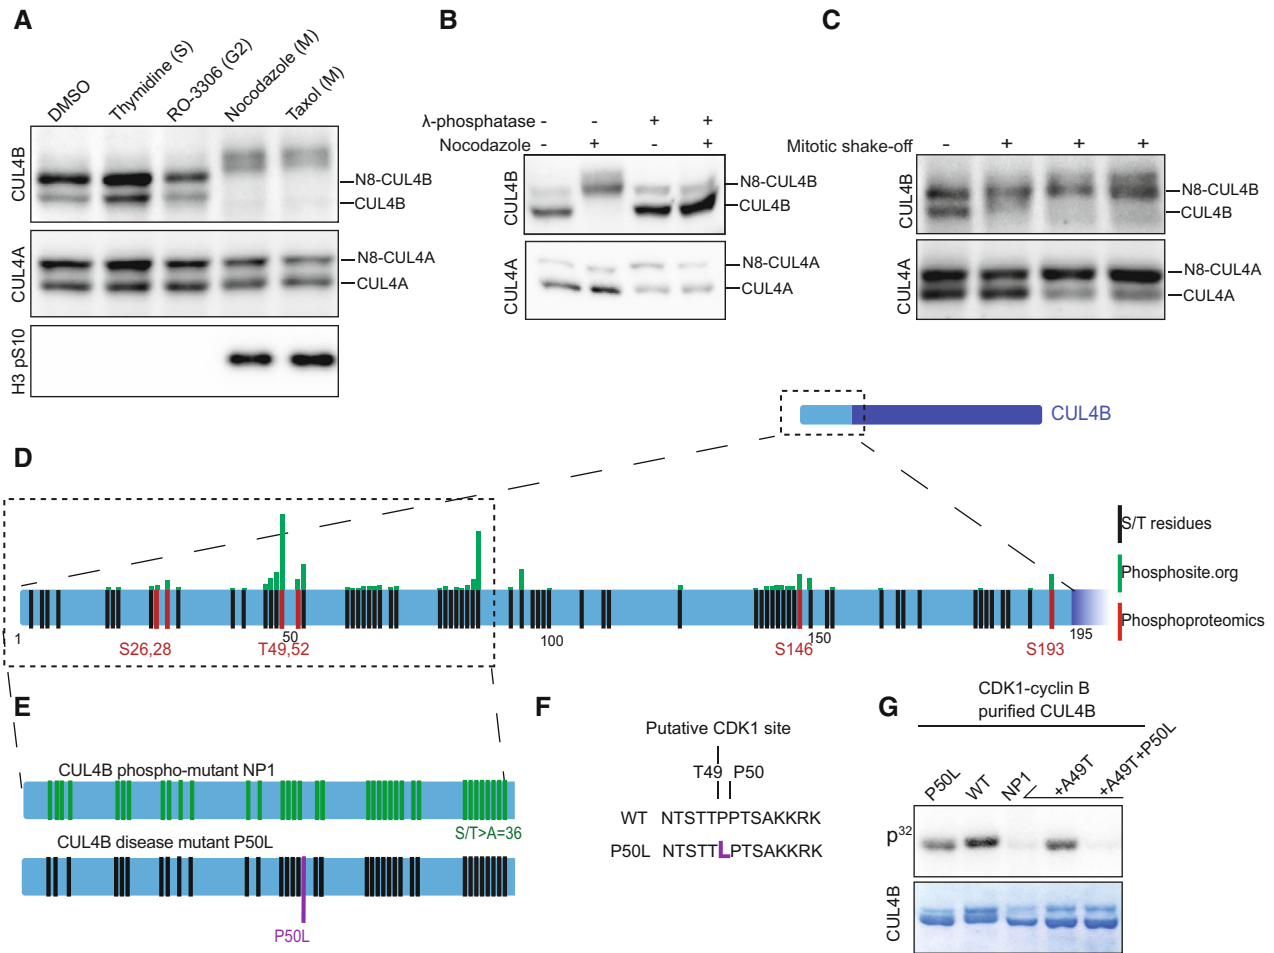 A
DMSO
Thymidine (S)
RO-3306 (G2)
Nocodazole (M)
Taxol (M)
CUL4B
N8-CUL4B
CUL4B
CUL4A
N8-CUL4A
CUL4A
H3 pS10
B
λ-phosphatase - - + +
Nocodazole - + - +
CUL4B
N8-CUL4B
CUL4B
CUL4A
N8-CUL4A
CUL4A
C
Mitotic shake-off - + + +
CUL4B
N8-CUL4B
CUL4B
CUL4A
N8-CUL4A
CUL4A
CUL4B
D
S/T residues
Phosphosite.org
Phosphoproteomics
1 50 100 150 195
S26,28 T49,52 S146 S193
E
CUL4B phospho-mutant NP1
S/T>A=36
CUL4B disease mutant P50L
P50L
F
Putative CDK1 site
T49 P50
WT NTSTTPPTSAKKRK
P50L NTSTTLPTSAKKRK
G
CDK1-cyclin B
purified CUL4B
P50L
WT
NP1
+A49T
+A49T+P50L
p32
CUL4B